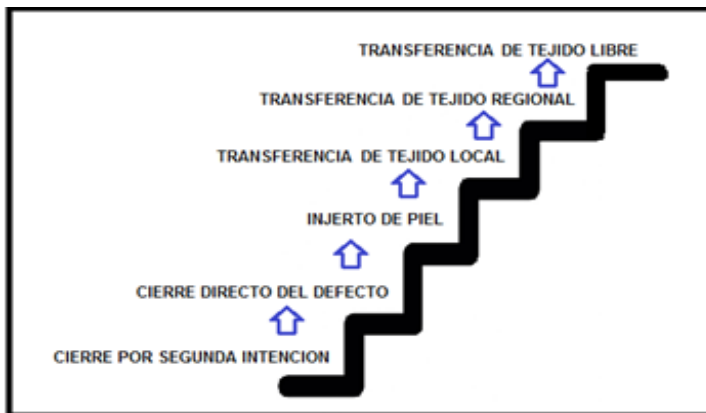 TRANSFERENCIA DE TEJIDO LIBRE
TRANSFERENCIA DE TEJIDO REGIONAL
TRANSFERENCIA DE TEJIDO LOCAL
INJERTO DE PIEL
CIERRE DIRECTO DEL DEFECTO
CIERRE POR SEGUNDA INTENCION